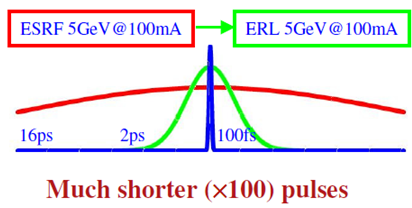 ESRF 5GeV@100mA ERL 5GeV@100mA
16ps 2ps 100fs
Much shorter (×100) pulses